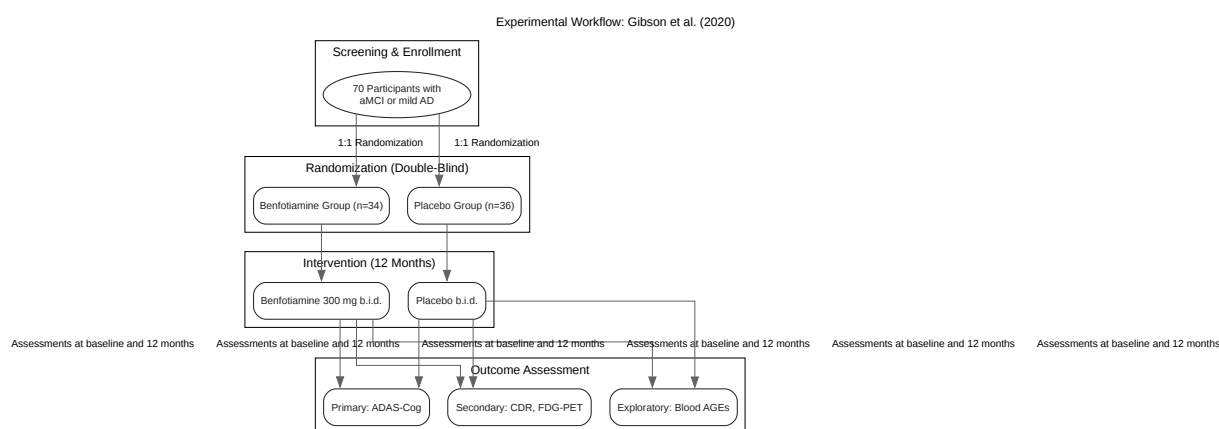 Experimental Workflow: Gibson et al. (2020)
Screening & Enrollment
70 Participants with
aMCI or mild AD
1:1 Randomization
1:1 Randomization
Randomization (Double-Blind)
Benfotiamine Group (n=34)
Placebo Group (n=36)
Intervention (12 Months)
Benfotiamine 300 mg b.i.d.
Placebo b.i.d.
Assessments at baseline and 12 months
Assessments at baseline and 12 months
Assessments at baseline and 12 months
Assessments at baseline and 12 months
Assessments at baseline and 12 months
Assessments at baseline and 12 months
Outcome Assessment
Primary: ADAS-Cog
Secondary: CDR, FDG-PET
Exploratory: Blood AGEs